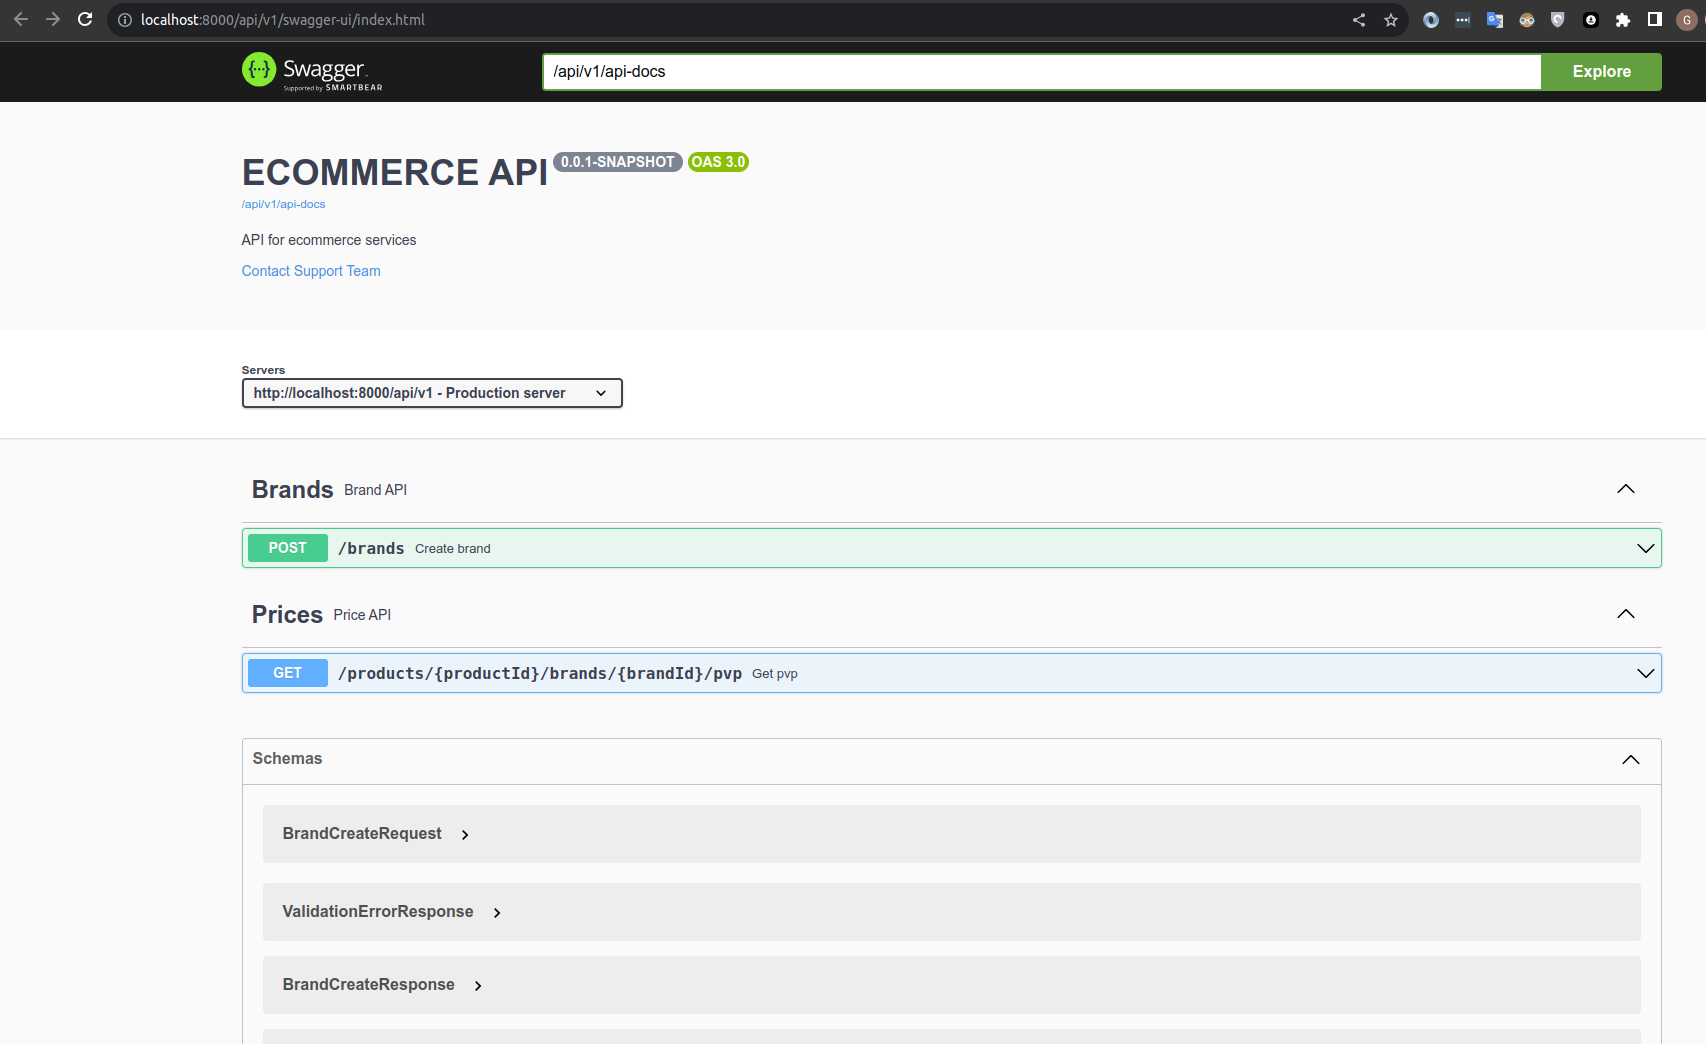 localhost:8000/api/v1/swagger-ui/index.html
G
Swagger
Supported by SMARTBEAR
/api/v1/api-docs
Explore
ECOMMERCE API 0.0.1-SNAPSHOT OAS 3.0
/api/v1/api-docs
API for ecommerce services
Contact Support Team
Servers
http://localhost:8000/api/v1 - Production server
Brands Brand API
POST /brands Create brand
Prices Price API
GET /products/{productId}/brands/{brandId}/pvp Get pvp
Schemas
BrandCreateRequest
ValidationErrorResponse
BrandCreateResponse